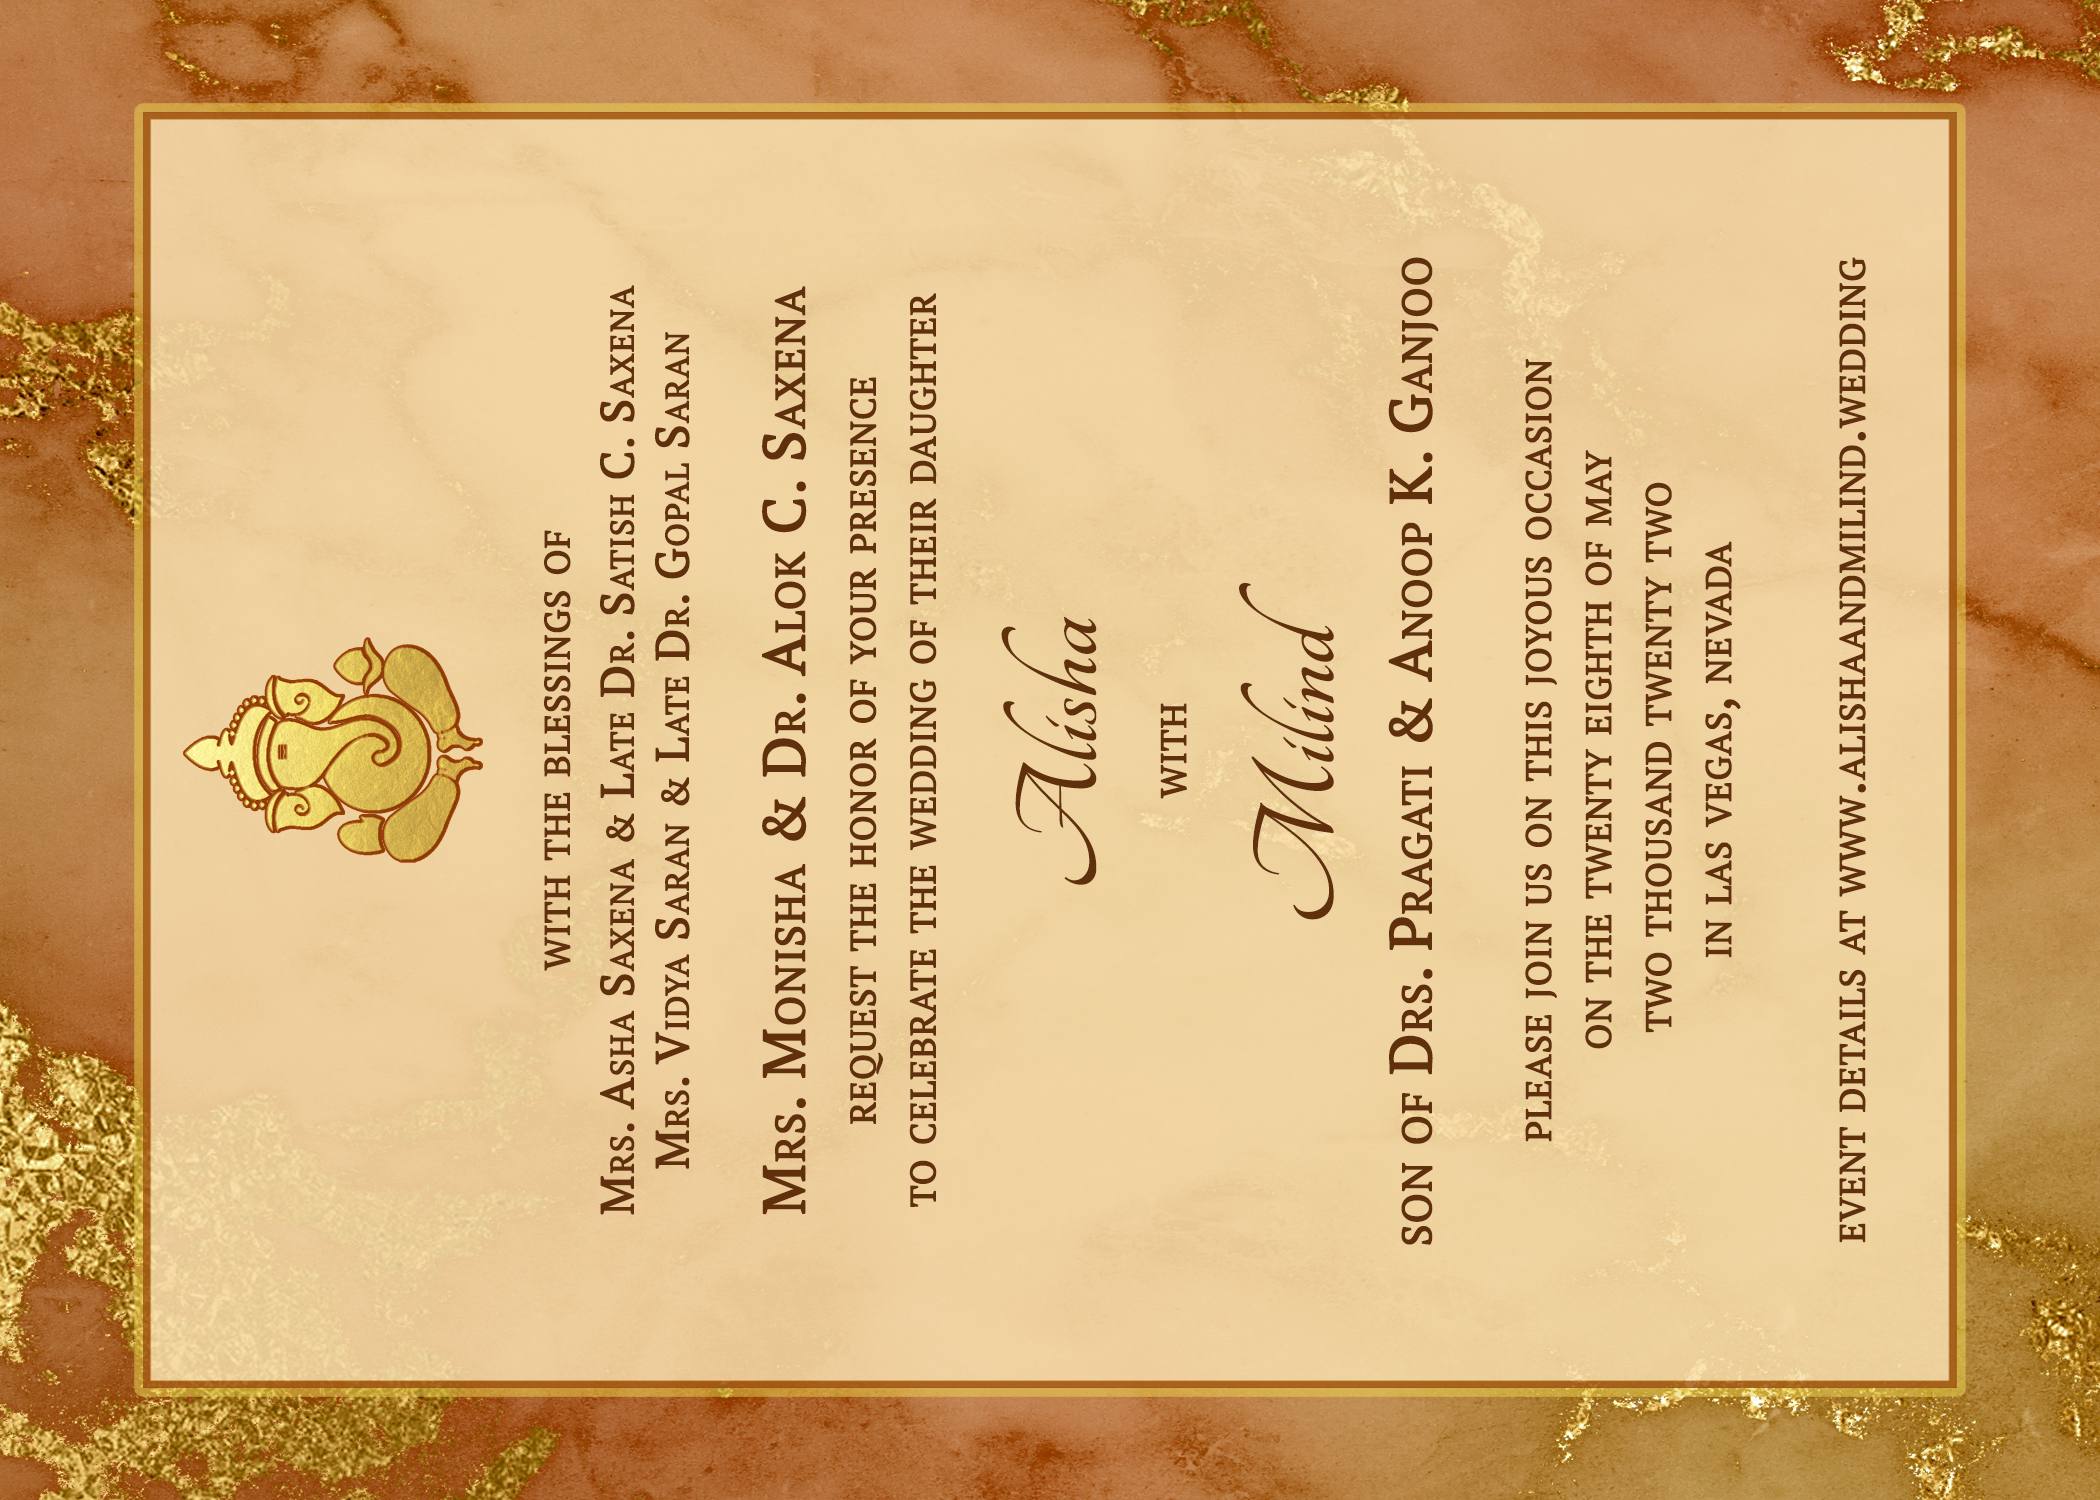 with the blessings of
Mrs. Asha Saxena & Late Dr. Satish C. Saxena
Mrs. Vidya Saran & Late Dr. Gopal Saran
Mrs. Monisha & Dr. Alok C. Saxena
request the honor of your presence
to celebrate the wedding of their daughter
Alisha
with
Milind
son of Drs. Pragati & Anoop K. Ganjoo
please join us on this joyous occasion
on the twenty eighth of may
two thousand twenty two
in las vegas, nevada
event details at www.alishaandmilind.wedding